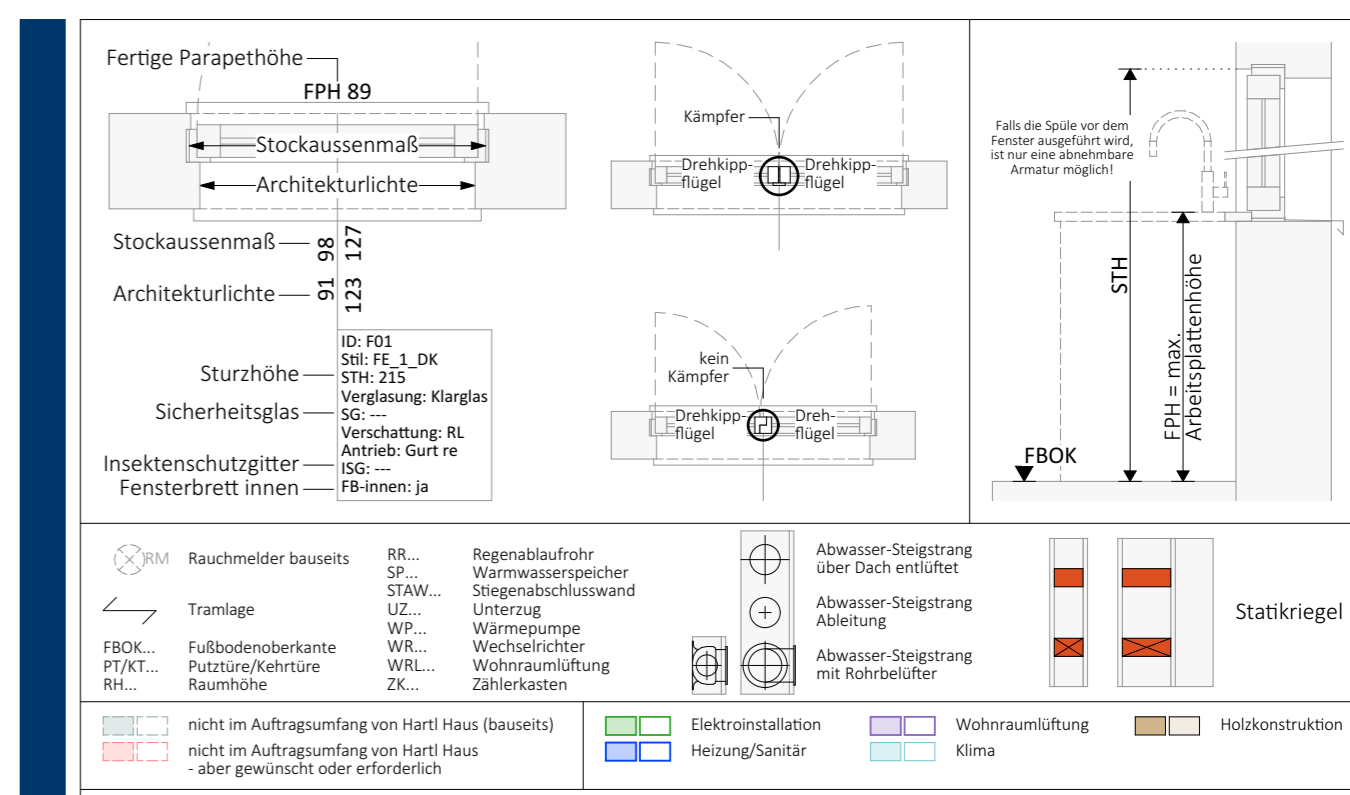 Fertige Parapethöhe
FPH 89
Stockaussenmaß
Architekturlichte
Stockaussenmaß
98
127
Architekturlichte
91
123
ID: F01
Stil: FE_1_DK
Sturzhöhe
STH: 215
Verglasung: Klarglas
Sicherheitsglas
SG: ---
Verschattung: RL
Antrieb: Gurt re
Insektenschutzgitter
ISG: ---
Fensterbrett innen
FB-innen: ja
Kämpfer
Drehkipp-
flügel
Drehkipp-
flügel
kein
Kämpfer
Drehkipp-
flügel
Dreh-
flügel
Falls die Spüle vor dem
Fenster ausgeführt wird,
ist nur eine abnehmbare
Armatur möglich!
STH
FPH = max.
Arbeitsplattenhöhe
FBOK
RM
Rauchmelder bauseits
Tramlage
FBOK... Fußbodenoberkante
PT/KT... Putztüre/Kehrtüre
RH... Raumhöhe
RR... Regenablaufrohr
SP... Warmwasserspeicher
STAW... Stiegenabschlusswand
UZ... Unterzug
WP... Wärmepumpe
WR... Wechselrichter
WRL... Wohnraumlüftung
ZK... Zählerkasten
Abwasser-Steigstrang
über Dach entlüftet
Abwasser-Steigstrang
Ableitung
Abwasser-Steigstrang
mit Rohrbelüfter
Statikriegel
nicht im Auftragsumfang von Hartl Haus (bauseits)
nicht im Auftragsumfang von Hartl Haus
- aber gewünscht oder erforderlich
Elektroinstallation
Heizung/Sanitär
Wohnraumlüftung
Klima
Holzkonstruktion